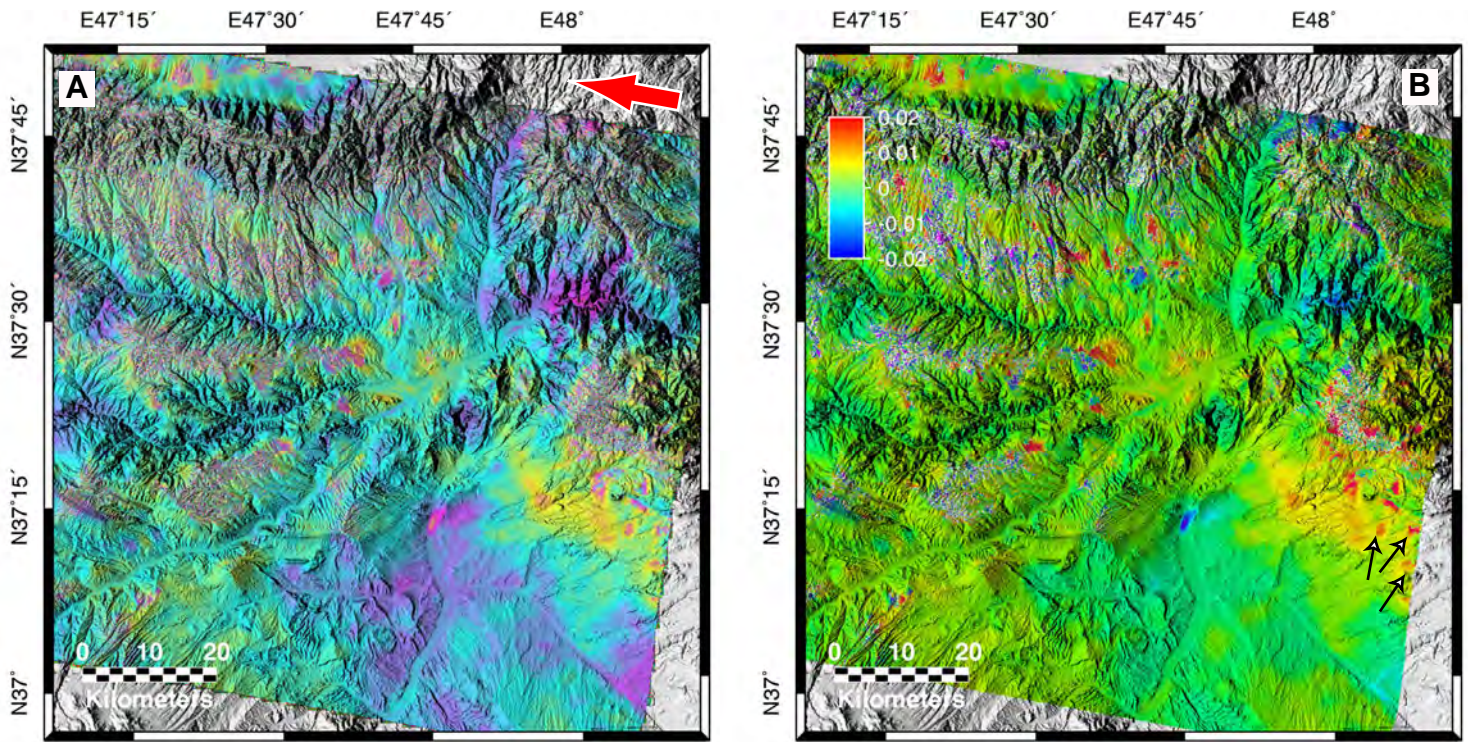 E47°15´ E47°30´ E47°45´ E48° E47°15´ E47°30´ E47°45´ E48°
A B
N37°45´ N37°45´
0.02
0.01
0
-0.01
-0.02
N37°30´ N37°30´
N37°15´ N37°15´
0 10 20 0 10 20
Kilometers Kilometers
N37° N37°